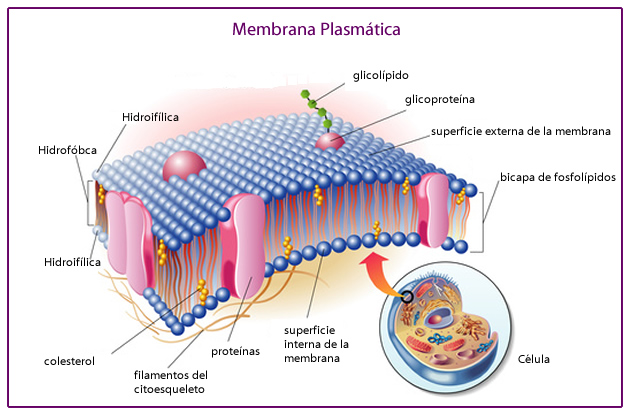 Membrana Plasmática
glicolípido
glicoproteína
Hidroifílica
superficie externa de la membrana
Hidrofóbca
bicapa de fosfolípidos
Hidroifílica
colesterol
filamentos del
citoesqueleto
proteínas
superficie
interna de la
membrana
Célula